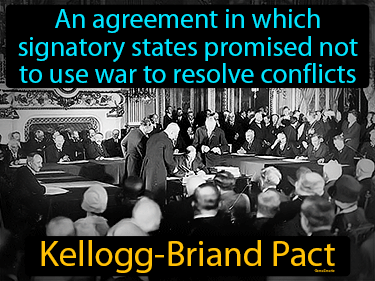 An agreement in which
signatory states promised not
to use war to resolve conflicts
Kellogg-Briand Pact